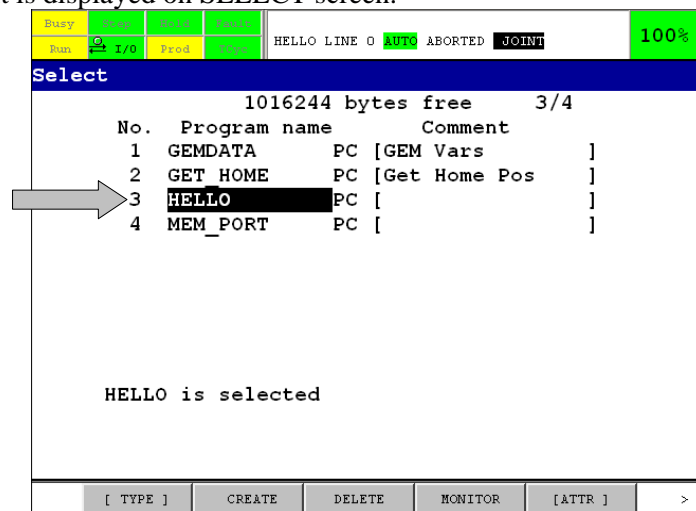 t is displayed on SELECT screen.
Busy Step Hold Fault
Run I/O Prod TCyc
HELLO LINE 0 AUTO ABORTED JOINT
100%
Select
1016244 bytes free 3/4
No. Program name Comment
1 GEMDATA PC [GEM Vars ]
2 GET_HOME PC [Get Home Pos ]
3 HELLO PC [ ]
4 MEM_PORT PC [ ]
HELLO is selected
[ TYPE ] CREATE DELETE MONITOR [ATTR ] >